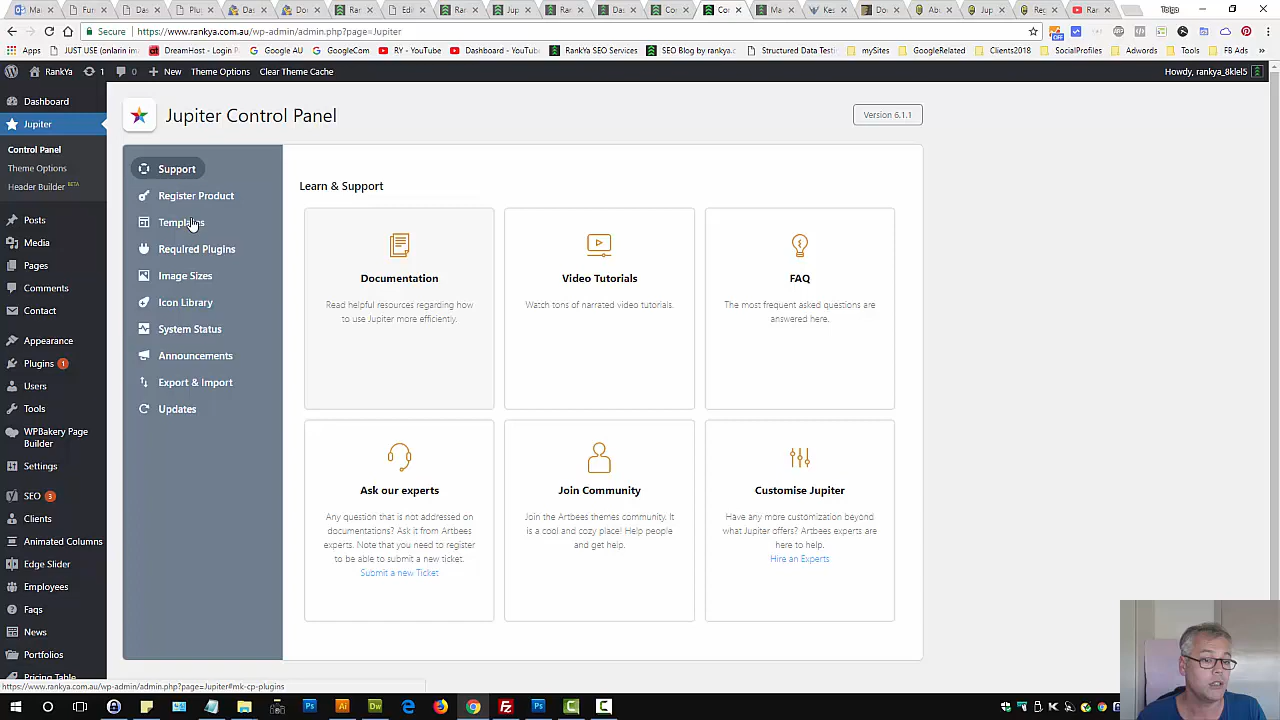 Secure
https://www.rankya.com.au/wp-admin/admin.php?page=Jupiter
Apps
JUST USE (onlarin im
DreamHost - Login P
Google AU
GoogleCam
RY - YouTube
Dashboard - YouTub
RankYa SEO Services
SEO Blog by rankya.c
Structured Data Testi
mySites
GoogleRelated
Clients2018
SocialProfiles
Adwords
Tools
FB Ads
RankYa
1
0
New
Theme Options
Clear Theme Cache
Howdy, rankya_8klel5
Dashboard
Jupiter
Control Panel
Theme Options
Header Builder BETA
Posts
Media
Pages
Comments
Contact
Appearance
Plugins 1
Users
Tools
WPBakery Page
Builder
Settings
SEO 3
Clients
Animated Columns
Edge Slider
Employees
Faqs
News
Portfolios
Pricing Table
Jupiter Control Panel
Version 6.1.1
Support
Register Product
Templates
Required Plugins
Image Sizes
Icon Library
System Status
Announcements
Export & Import
Updates
Learn & Support
Documentation
Read helpful resources regarding how
to use Jupiter more efficiently.
Video Tutorials
Watch tons of narrated video tutorials.
FAQ
The most frequent asked questions are
answered here.
Ask our experts
Any question that is not addressed on
documentations? Ask it from Artbees
experts. Note that you need to register
to be able to submit a new ticket.
Submit a new Ticket
Join Community
Join the Artbees themes community. It
is a cool and cozy place! Help people
and get help.
Customise Jupiter
Have any more customization beyond
what Jupiter offers? Artbees experts are
here to help.
Hire an Experts
https://www.rankya.com.au/wp-admin/admin.php?page=Jupiter#mk-cp-plugins